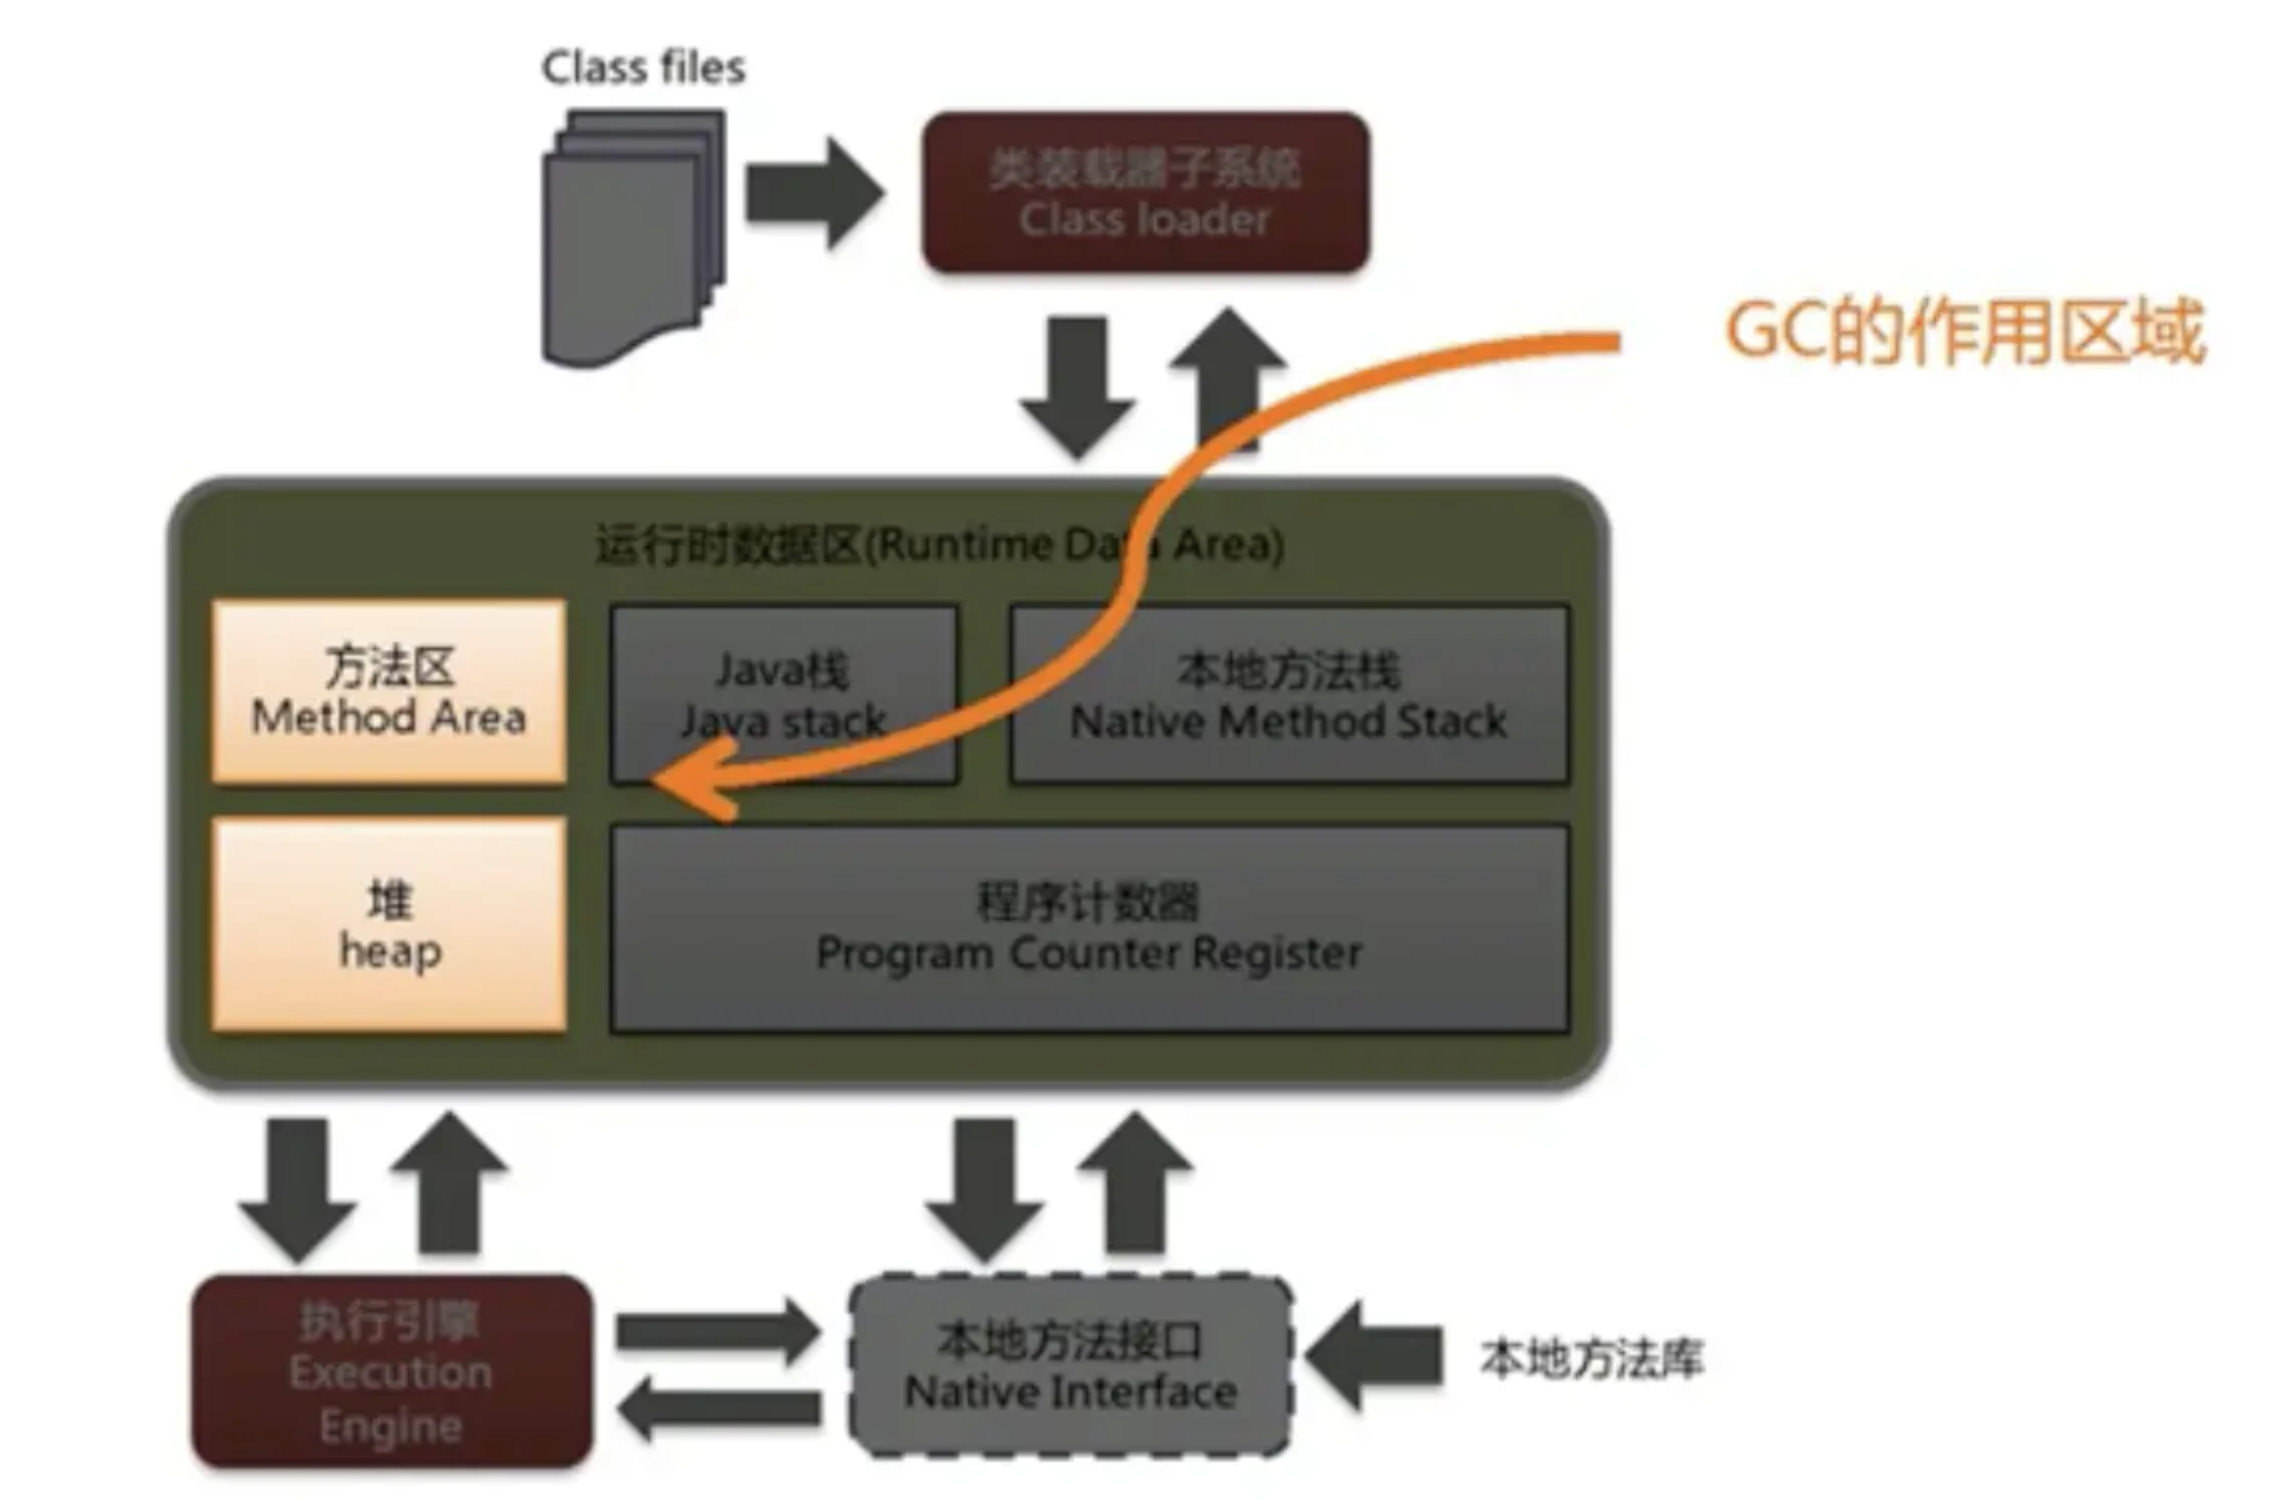 Class files
类装载器子系统
Class loader
GC的作用区域
运行时数据区(Runtime Data Area)
方法区
Method Area
Java栈
Java stack
本地方法栈
Native Method Stack
堆
heap
程序计数器
Program Counter Register
执行引擎
Execution
Engine
本地方法接口
Native Interface
本地方法库